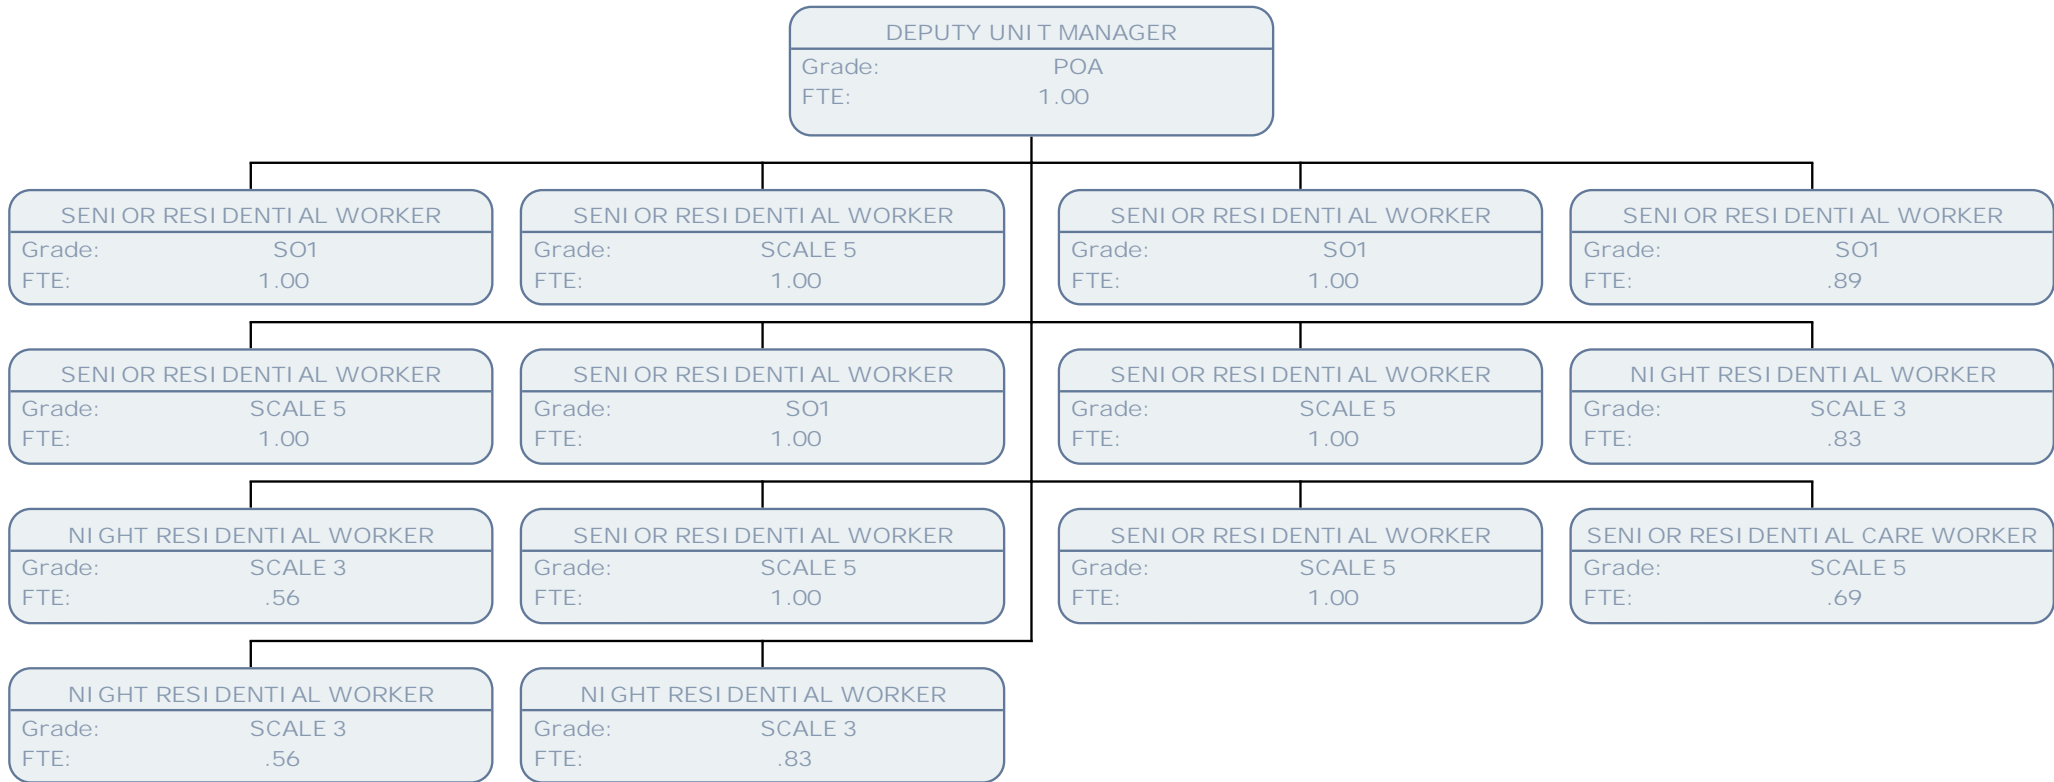 DEPUTY UNIT MANAGER
Grade: POA
FTE: 1.00
SENIOR RESIDENTIAL WORKER
Grade: SO1
FTE: 1.00
SENIOR RESIDENTIAL WORKER
Grade: SCALE 5
FTE: 1.00
SENIOR RESIDENTIAL WORKER
Grade: SO1
FTE: 1.00
SENIOR RESIDENTIAL WORKER
Grade: SO1
FTE: .89
SENIOR RESIDENTIAL WORKER
Grade: SCALE 5
FTE: 1.00
SENIOR RESIDENTIAL WORKER
Grade: SO1
FTE: 1.00
SENIOR RESIDENTIAL WORKER
Grade: SCALE 5
FTE: 1.00
NIGHT RESIDENTIAL WORKER
Grade: SCALE 3
FTE: .83
NIGHT RESIDENTIAL WORKER
Grade: SCALE 3
FTE: .56
SENIOR RESIDENTIAL WORKER
Grade: SCALE 5
FTE: 1.00
SENIOR RESIDENTIAL WORKER
Grade: SCALE 5
FTE: 1.00
SENIOR RESIDENTIAL CARE WORKER
Grade: SCALE 5
FTE: .69
NIGHT RESIDENTIAL WORKER
Grade: SCALE 3
FTE: .56
NIGHT RESIDENTIAL WORKER
Grade: SCALE 3
FTE: .83